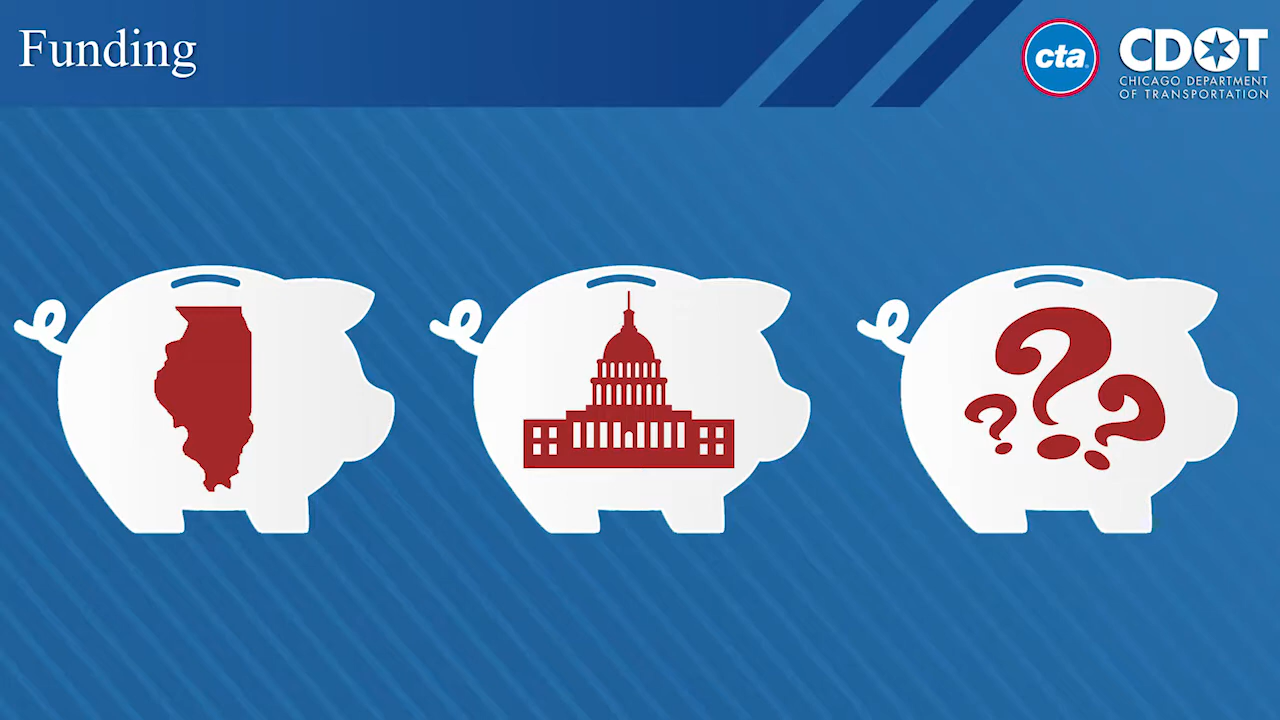 Funding
cta
CDOT
CHICAGO DEPARTMENT
OF TRANSPORTATION
???